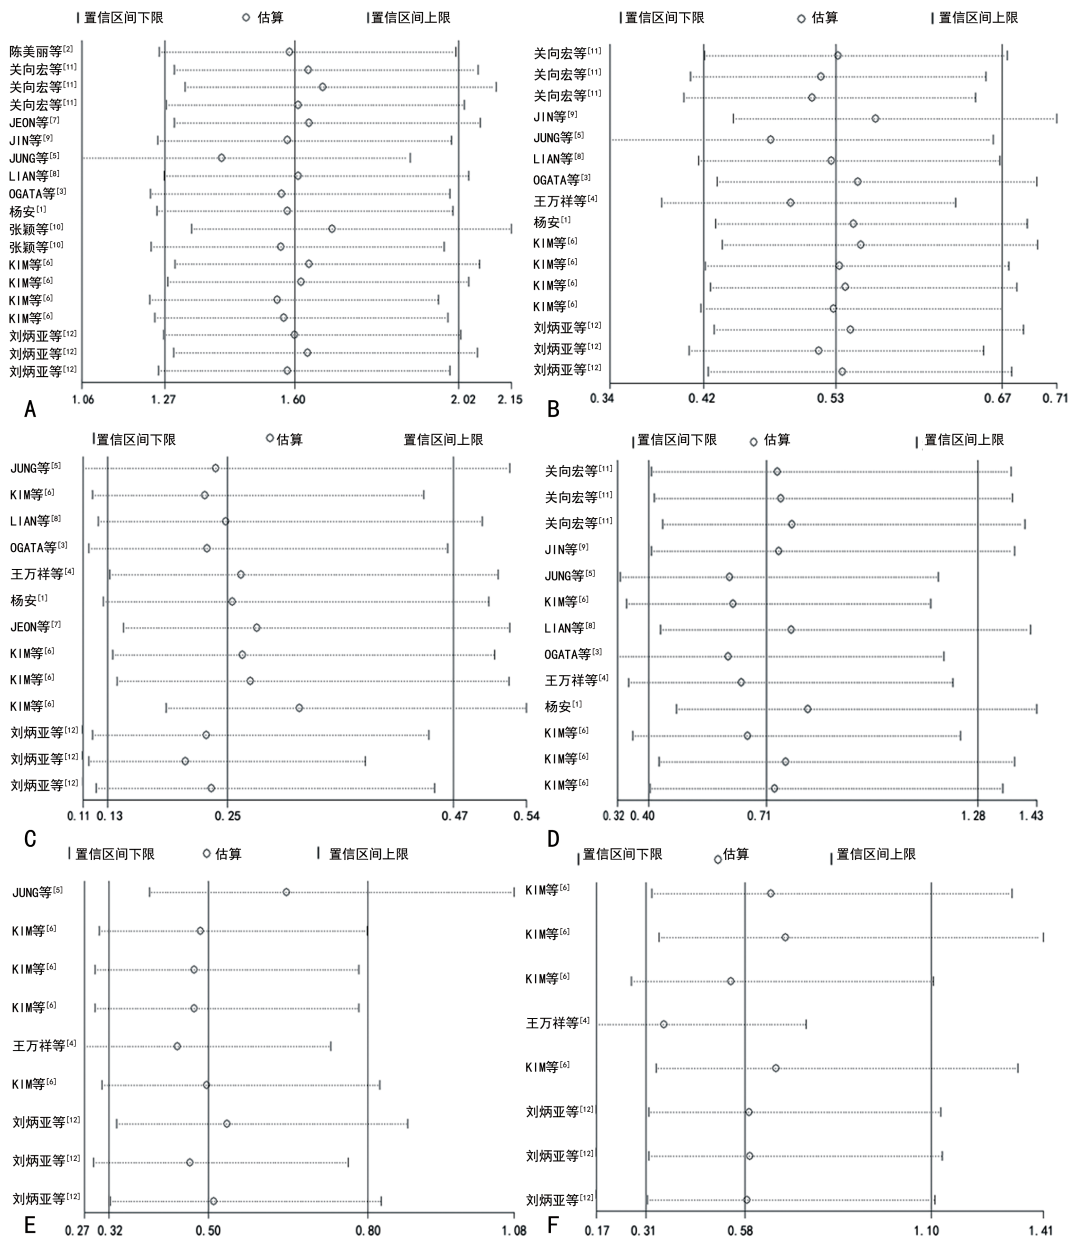 置信区间下限 估算 置信区间上限
陈美丽等[2]
关向宏等[11]
关向宏等[11]
关向宏等[11]
JEON等[7]
JIN等[9]
JUNG等[5]
LIAN等[8]
OGATA等[3]
杨安[1]
张颖等[10]
张颖等[10]
KIM等[6]
KIM等[6]
KIM等[6]
KIM等[6]
刘炳亚等[12]
刘炳亚等[12]
刘炳亚等[12]
1.06 1.27 1.60 2.02 2.15
A
置信区间下限 估算 置信区间上限
关向宏等[11]
关向宏等[11]
关向宏等[11]
JIN等[9]
JUNG等[5]
LIAN等[8]
OGATA等[3]
王万祥等[4]
杨安[1]
KIM等[6]
KIM等[6]
KIM等[6]
KIM等[6]
刘炳亚等[12]
刘炳亚等[12]
刘炳亚等[12]
0.34 0.42 0.53 0.67 0.71
B
置信区间下限 估算 置信区间上限
JUNG等[5]
KIM等[6]
LIAN等[8]
OGATA等[3]
王万祥等[4]
杨安[1]
JEON等[7]
KIM等[6]
KIM等[6]
KIM等[6]
刘炳亚等[12]
刘炳亚等[12]
刘炳亚等[12]
0.11 0.13 0.25 0.47 0.54
C
置信区间下限 估算 置信区间上限
关向宏等[11]
关向宏等[11]
关向宏等[11]
JIN等[9]
JUNG等[5]
KIM等[6]
LIAN等[8]
OGATA等[3]
王万祥等[4]
杨安[1]
KIM等[6]
KIM等[6]
KIM等[6]
0.32 0.40 0.71 1.28 1.43
D
置信区间下限 估算 置信区间上限
JUNG等[5]
KIM等[6]
KIM等[6]
KIM等[6]
王万祥等[4]
KIM等[6]
刘炳亚等[12]
刘炳亚等[12]
刘炳亚等[12]
0.27 0.32 0.50 0.80 1.08
E
置信区间下限 估算 置信区间上限
KIM等[6]
KIM等[6]
KIM等[6]
王万祥等[4]
KIM等[6]
刘炳亚等[12]
刘炳亚等[12]
刘炳亚等[12]
0.17 0.31 0.58 1.10 1.41
F